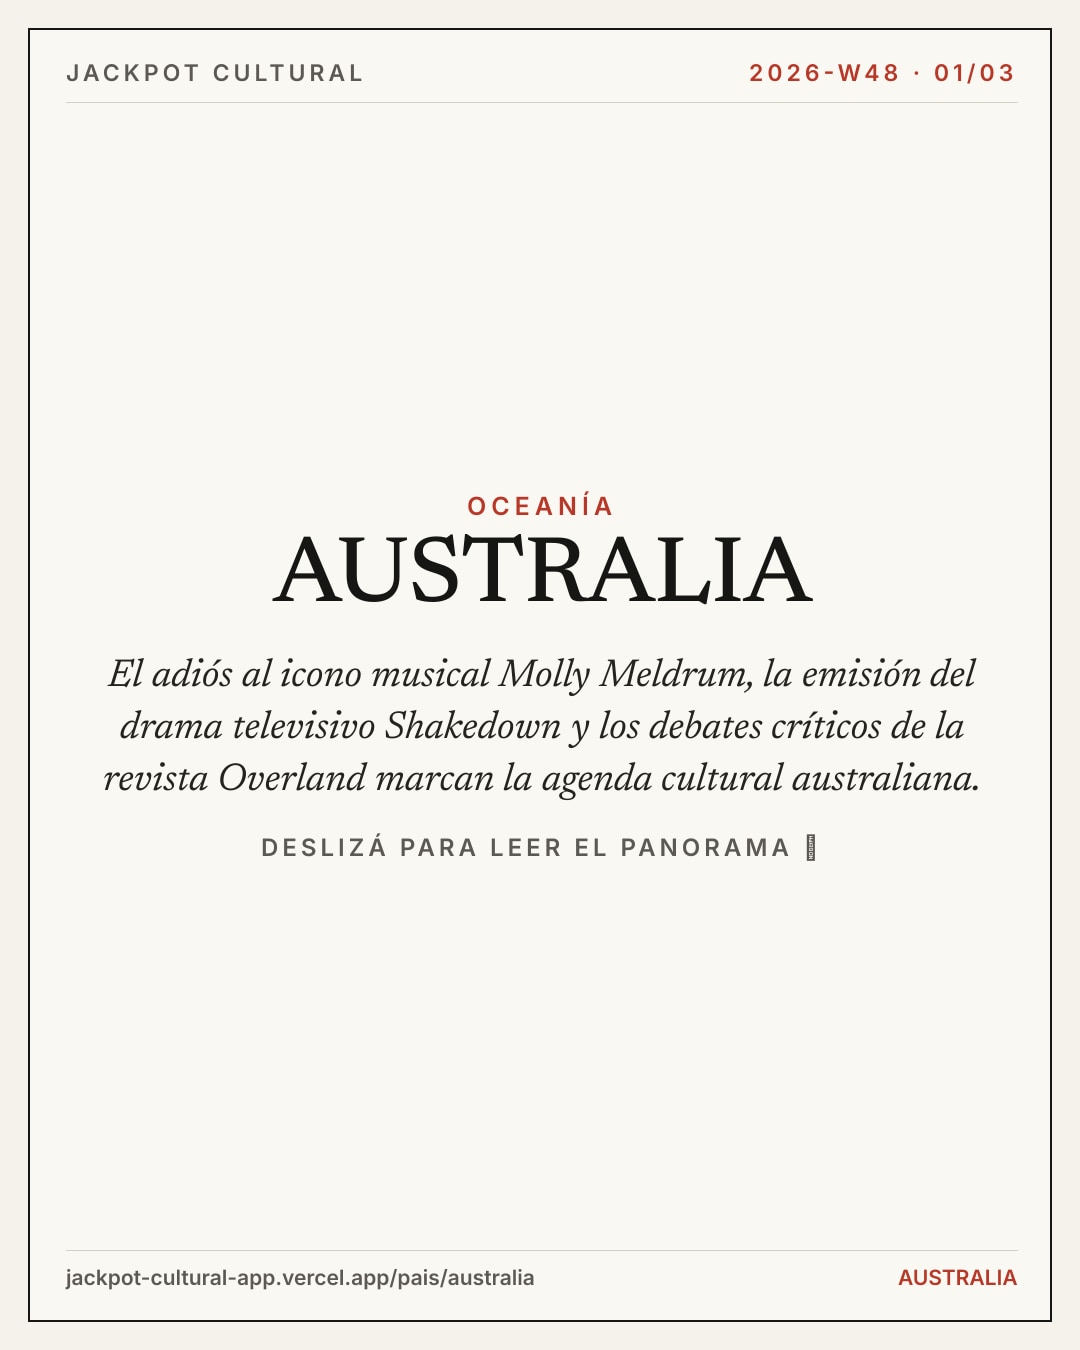 JACKPOT CULTURAL
2026-W48 · 01/03
OCEANÍA
AUSTRALIA
El adiós al icono musical Molly Meldrum, la emisión del
drama televisivo Shakedown y los debates críticos de la
revista Overland marcan la agenda cultural australiana.
DESLIZÁ PARA LEER EL PANORAMA
jackpot-cultural-app.vercel.app/pais/australia
AUSTRALIA